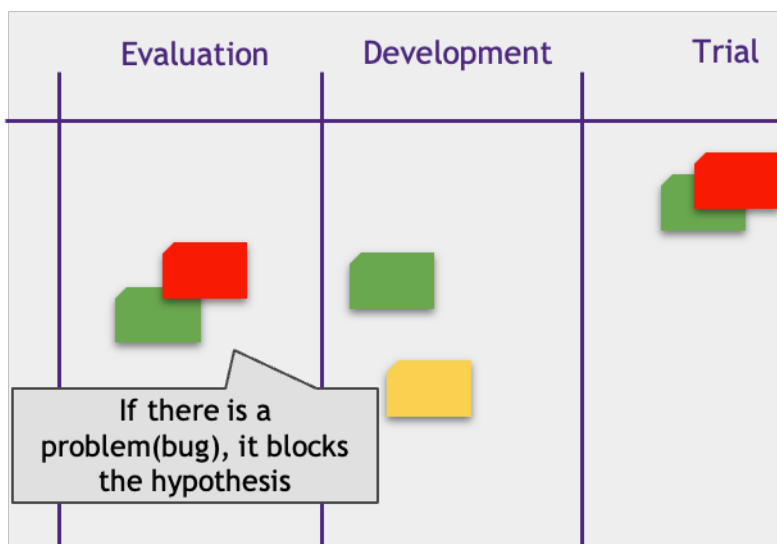 Evaluation
Development
Trial
If there is a
problem(bug), it blocks
the hypothesis